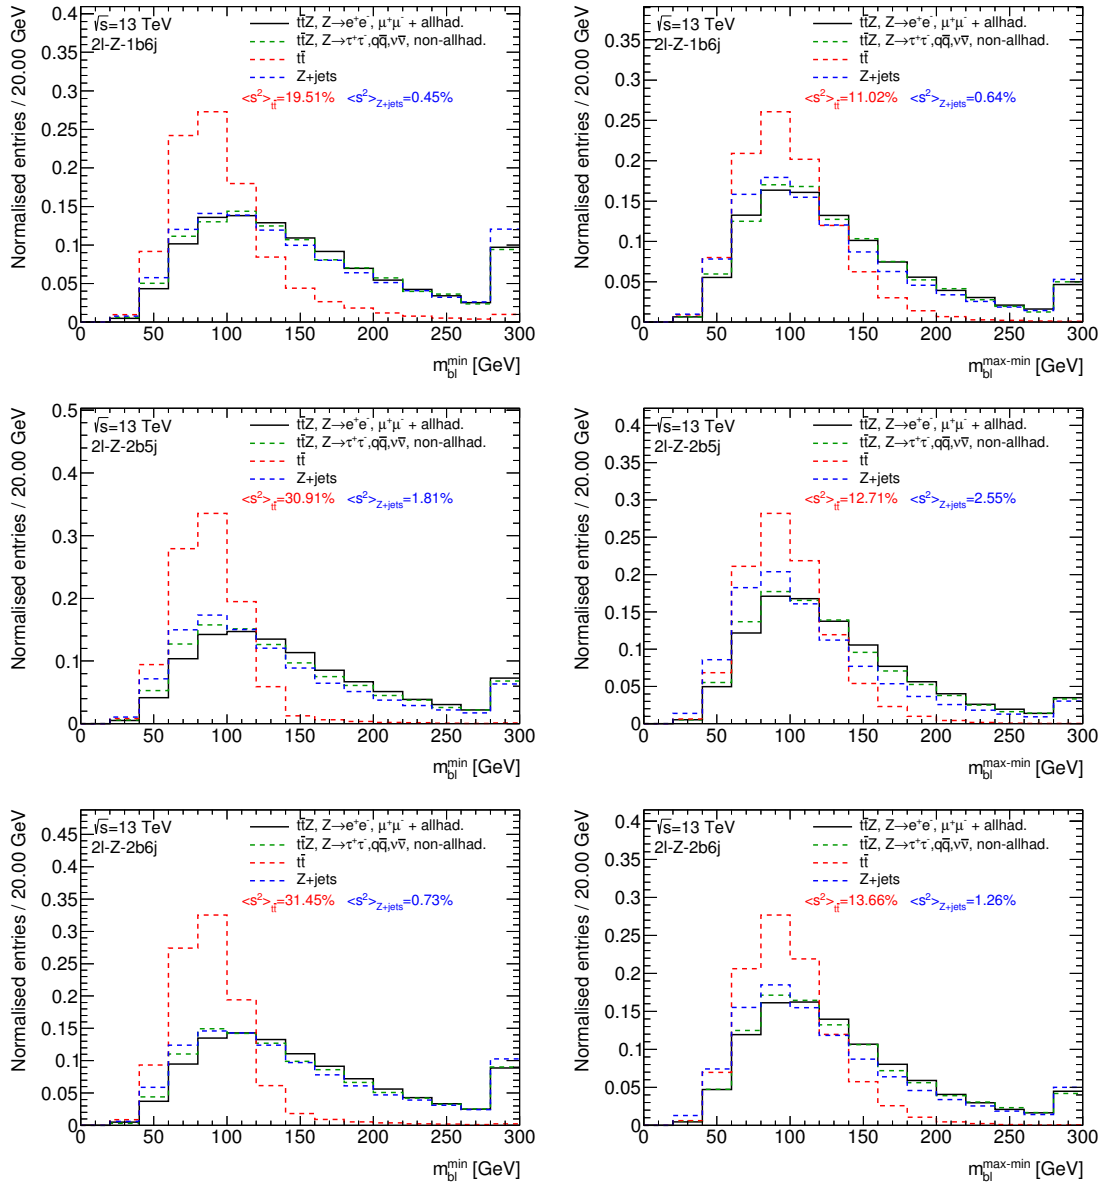 √s=13 TeV
2l-Z-1b6j
tt̄Z, Z→e⁺e⁻, μ⁺μ⁻ + allhad.
tt̄Z, Z→τ⁺τ⁻,qq̄,νν̄, non-allhad.
tt̄
Z+jets
<s²>tt̄=19.51% <s²>Z+jets=0.45%
Normalised entries / 20.00 GeV
0.4
0.35
0.3
0.25
0.2
0.15
0.1
0.05
0
0 50 100 150 200 250 300
m_bl^min [GeV]
√s=13 TeV
2l-Z-1b6j
tt̄Z, Z→e⁺e⁻, μ⁺μ⁻ + allhad.
tt̄Z, Z→τ⁺τ⁻,qq̄,νν̄, non-allhad.
tt̄
Z+jets
<s²>tt̄=11.02% <s²>Z+jets=0.64%
Normalised entries / 20.00 GeV
0.35
0.3
0.25
0.2
0.15
0.1
0.05
0
0 50 100 150 200 250 300
m_bl^max-min [GeV]
√s=13 TeV
2l-Z-2b5j
tt̄Z, Z→e⁺e⁻, μ⁺μ⁻ + allhad.
tt̄Z, Z→τ⁺τ⁻,qq̄,νν̄, non-allhad.
tt̄
Z+jets
<s²>tt̄=30.91% <s²>Z+jets=1.81%
Normalised entries / 20.00 GeV
0.5
0.4
0.3
0.2
0.1
0
0 50 100 150 200 250 300
m_bl^min [GeV]
√s=13 TeV
2l-Z-2b5j
tt̄Z, Z→e⁺e⁻, μ⁺μ⁻ + allhad.
tt̄Z, Z→τ⁺τ⁻,qq̄,νν̄, non-allhad.
tt̄
Z+jets
<s²>tt̄=12.71% <s²>Z+jets=2.55%
Normalised entries / 20.00 GeV
0.4
0.35
0.3
0.25
0.2
0.15
0.1
0.05
0
0 50 100 150 200 250 300
m_bl^max-min [GeV]
√s=13 TeV
2l-Z-2b6j
tt̄Z, Z→e⁺e⁻, μ⁺μ⁻ + allhad.
tt̄Z, Z→τ⁺τ⁻,qq̄,νν̄, non-allhad.
tt̄
Z+jets
<s²>tt̄=31.45% <s²>Z+jets=0.73%
Normalised entries / 20.00 GeV
0.45
0.4
0.35
0.3
0.25
0.2
0.15
0.1
0.05
0
0 50 100 150 200 250 300
m_bl^min [GeV]
√s=13 TeV
2l-Z-2b6j
tt̄Z, Z→e⁺e⁻, μ⁺μ⁻ + allhad.
tt̄Z, Z→τ⁺τ⁻,qq̄,νν̄, non-allhad.
tt̄
Z+jets
<s²>tt̄=13.66% <s²>Z+jets=1.26%
Normalised entries / 20.00 GeV
0.4
0.35
0.3
0.25
0.2
0.15
0.1
0.05
0
0 50 100 150 200 250 300
m_bl^max-min [GeV]